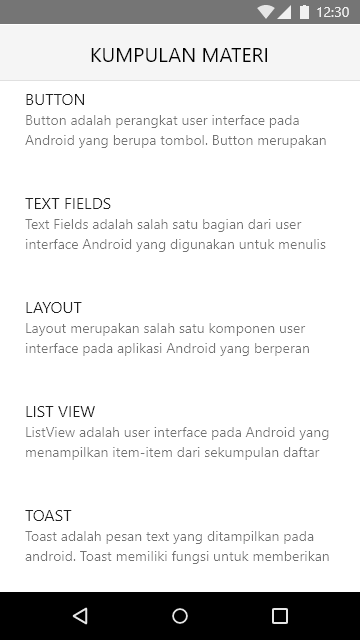 12:30
KUMPULAN MATERI
BUTTON
Button adalah perangkat user interface pada
Android yang berupa tombol. Button merupakan
TEXT FIELDS
Text Fields adalah salah satu bagian dari user
interface Android yang digunakan untuk menulis
LAYOUT
Layout merupakan salah satu komponen user
interface pada aplikasi Android yang berperan
LIST VIEW
ListView adalah user interface pada Android yang
menampilkan item-item dari sekumpulan daftar
TOAST
Toast adalah pesan text yang ditampilkan pada
android. Toast memiliki fungsi untuk memberikan